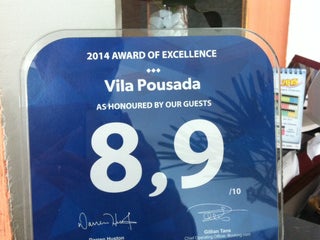 2014 AWARD OF EXCELLENCE
Vila Pousada
AS HONOURED BY OUR GUESTS
8,9
/10
Darren Huston
Gillian Tans
Chief Operating Officer, Booking.com